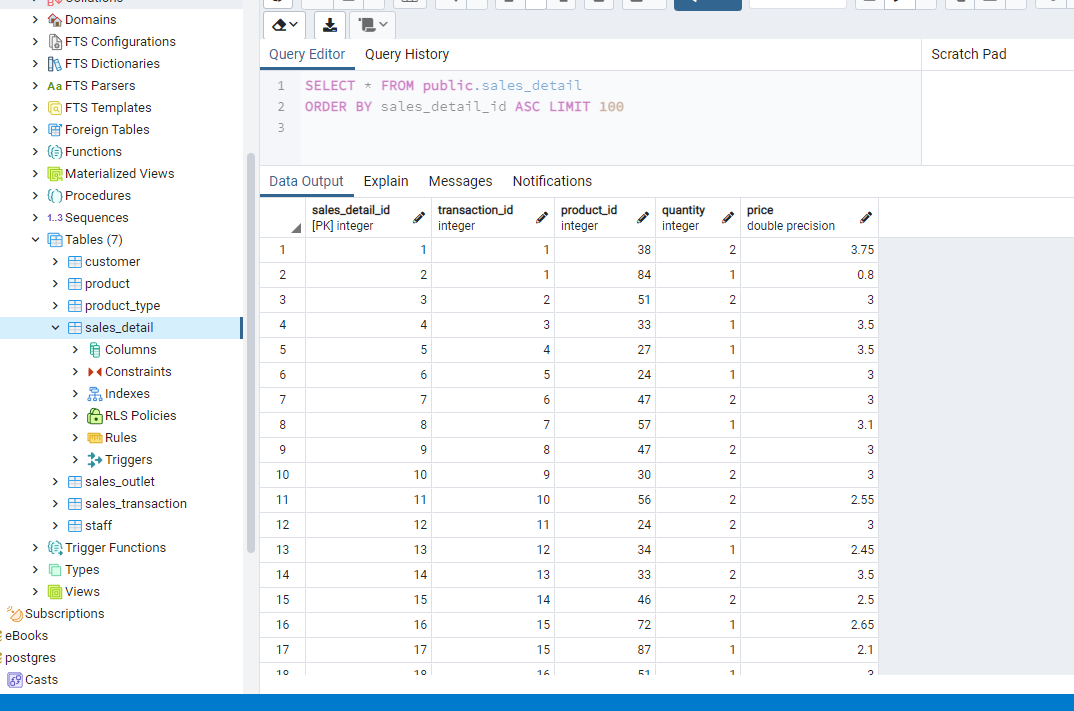 Domains
FTS Configurations
FTS Dictionaries
Aa FTS Parsers
FTS Templates
Foreign Tables
Functions
Materialized Views
Procedures
1..3 Sequences
Tables (7)
customer
product
product_type
sales_detail
Columns
Constraints
Indexes
RLS Policies
Rules
Triggers
sales_outlet
sales_transaction
staff
Trigger Functions
Types
Views
Subscriptions
eBooks
postgres
Casts
Query Editor Query History
Scratch Pad
1 SELECT * FROM public.sales_detail
2 ORDER BY sales_detail_id ASC LIMIT 100
3
Data Output Explain Messages Notifications
sales_detail_id transaction_id product_id quantity price
[PK] integer integer integer integer double precision
1 1 1 38 2 3.75
2 2 1 84 1 0.8
3 3 2 51 2 3
4 4 3 33 1 3.5
5 5 4 27 1 3.5
6 6 5 24 1 3
7 7 6 47 2 3
8 8 7 57 1 3.1
9 9 8 47 2 3
10 10 9 30 2 3
11 11 10 56 2 2.55
12 12 11 24 2 3
13 13 12 34 1 2.45
14 14 13 33 2 3.5
15 15 14 46 2 2.5
16 16 15 72 1 2.65
17 17 15 87 1 2.1
18 18 16 51 1 3